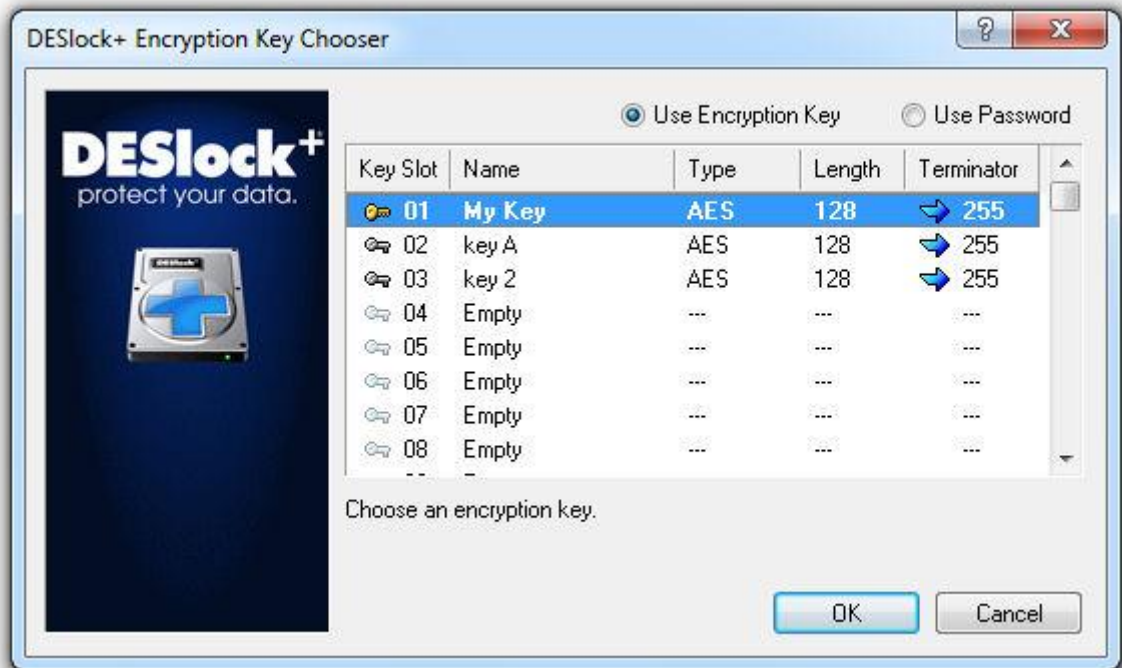 DESlock+ Encryption Key Chooser
DESlock+
protect your data.
Use Encryption Key Use Password
Key Slot Name Type Length Terminator
01 My Key AES 128 255
02 key A AES 128 255
03 key 2 AES 128 255
04 Empty --- --- ---
05 Empty --- --- ---
06 Empty --- --- ---
07 Empty --- --- ---
08 Empty --- --- ---
Choose an encryption key.
OK Cancel